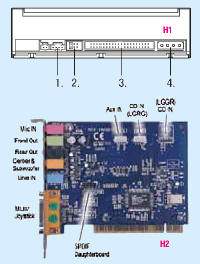 H1
1. 2. 3. 4.
Aux IN
CD IN
(LGRG)
(LGGR)
CD IN
Mic IN
Front Out
Rear Out
Center &
Subwoofer
Line IN
MIDI/
Joystick
SPDIF
Daughterboard
H2